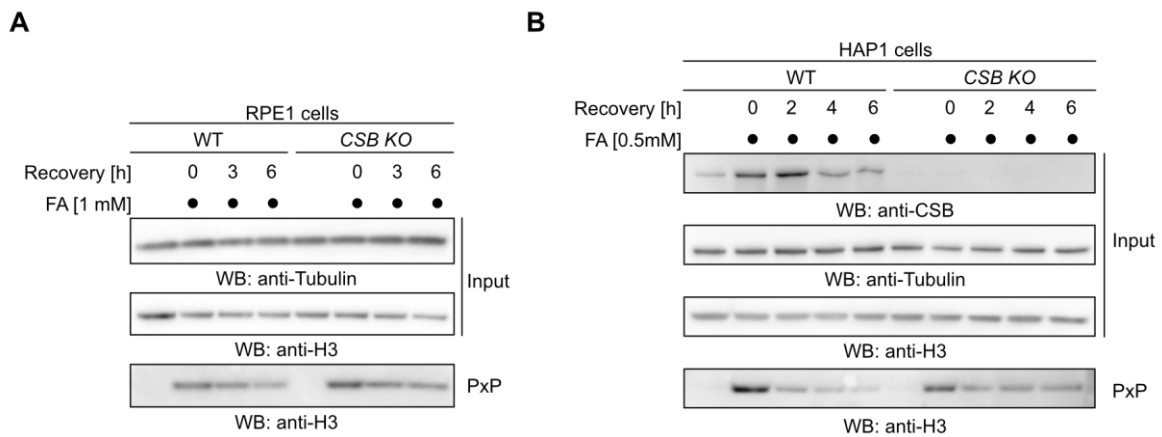 A
RPE1 cells
WT CSB KO
Recovery [h] 0 3 6 0 3 6
FA [1 mM] ● ● ● ● ● ●
WB: anti-Tubulin
Input
WB: anti-H3
PxP
WB: anti-H3
B
HAP1 cells
WT CSB KO
Recovery [h] 0 2 4 6 0 2 4 6
FA [0.5mM] ● ● ● ● ● ● ● ●
WB: anti-CSB
Input
WB: anti-Tubulin
WB: anti-H3
PxP
WB: anti-H3